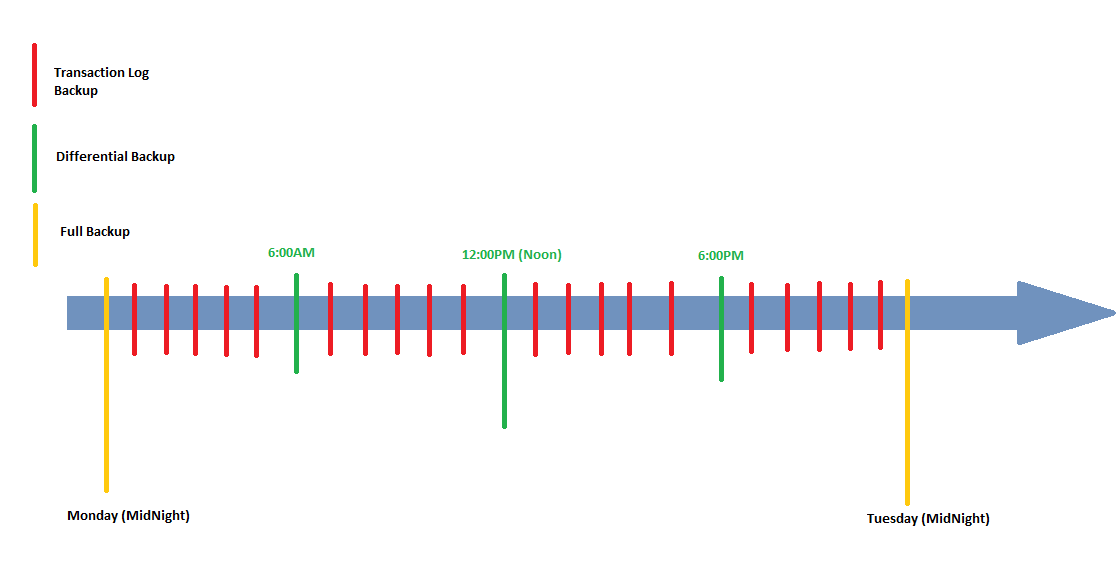 Transaction Log
Backup
Differential Backup
Full Backup
6:00AM
12:00PM (Noon)
6:00PM
Monday (MidNight)
Tuesday (MidNight)